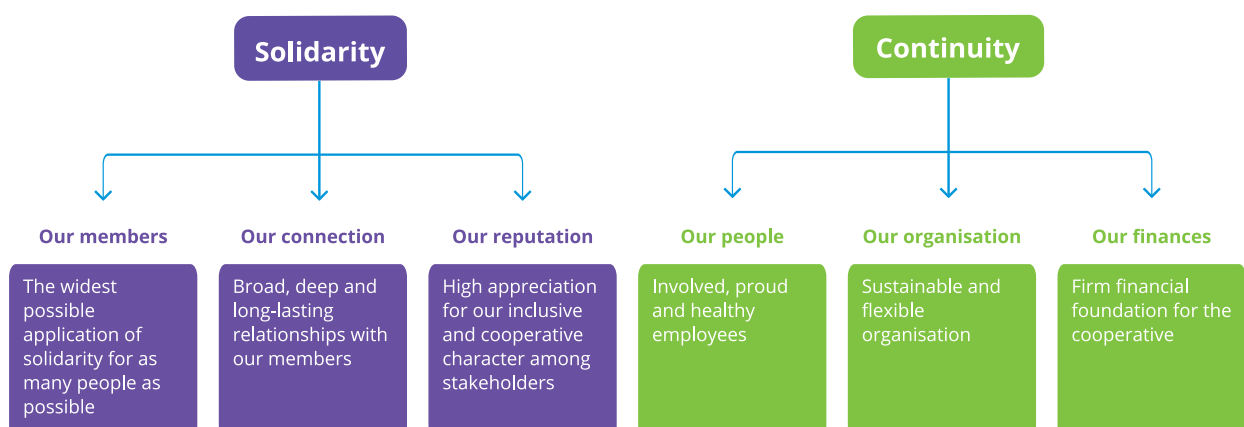 Solidarity
Our members
The widest
possible
application of
solidarity for as
many people as
possible
Our connection
Broad, deep and
long-lasting
relationships with
our members
Our reputation
High appreciation
for our inclusive
and cooperative
character among
stakeholders
Continuity
Our people
Involved, proud
and healthy
employees
Our organisation
Sustainable and
flexible
organisation
Our finances
Firm financial
foundation for the
cooperative